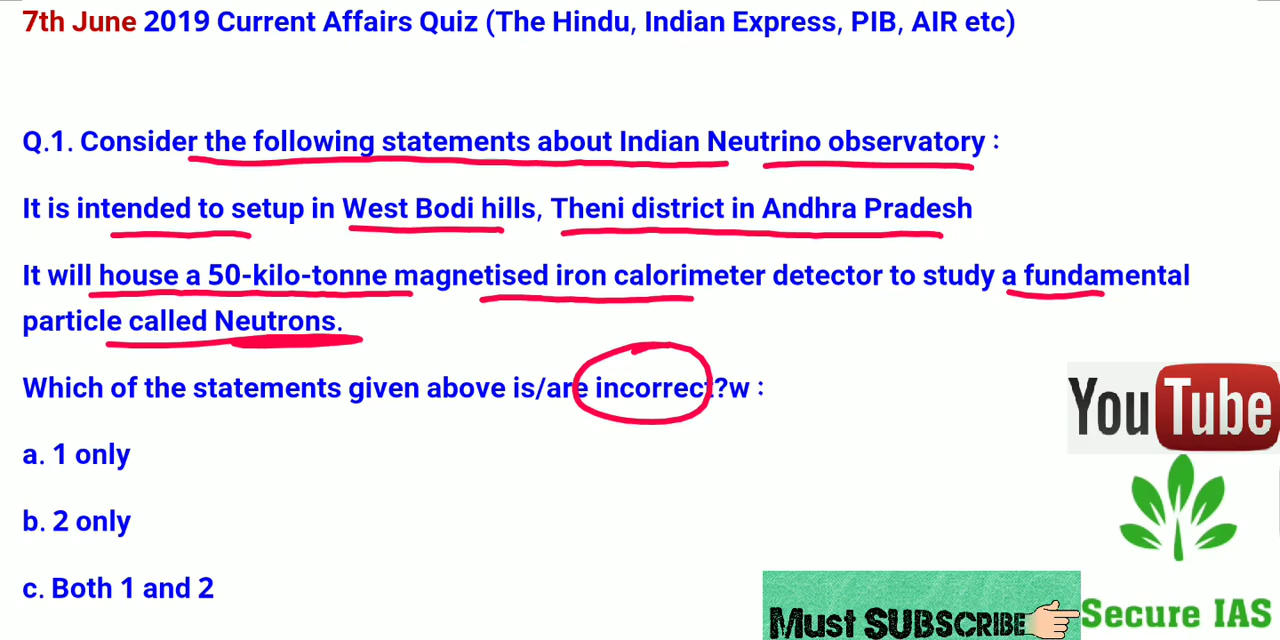 7th June 2019 Current Affairs Quiz (The Hindu, Indian Express, PIB, AIR etc)
Q.1. Consider the following statements about Indian Neutrino observatory :
It is intended to setup in West Bodi hills, Theni district in Andhra Pradesh
It will house a 50-kilo-tonne magnetised iron calorimeter detector to study a fundamental
particle called Neutrons.
Which of the statements given above is/are incorrect?w :
a. 1 only
b. 2 only
c. Both 1 and 2
YouTube
Must SUBSCRIBE
Secure IAS